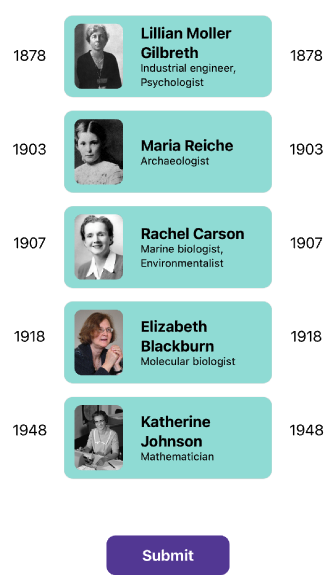 1878
Lillian Moller
Gilbreth
Industrial engineer,
Psychologist
1878
1903
Maria Reiche
Archaeologist
1903
1907
Rachel Carson
Marine biologist,
Environmentalist
1907
1918
Elizabeth
Blackburn
Molecular biologist
1918
1948
Katherine
Johnson
Mathematician
1948
Submit